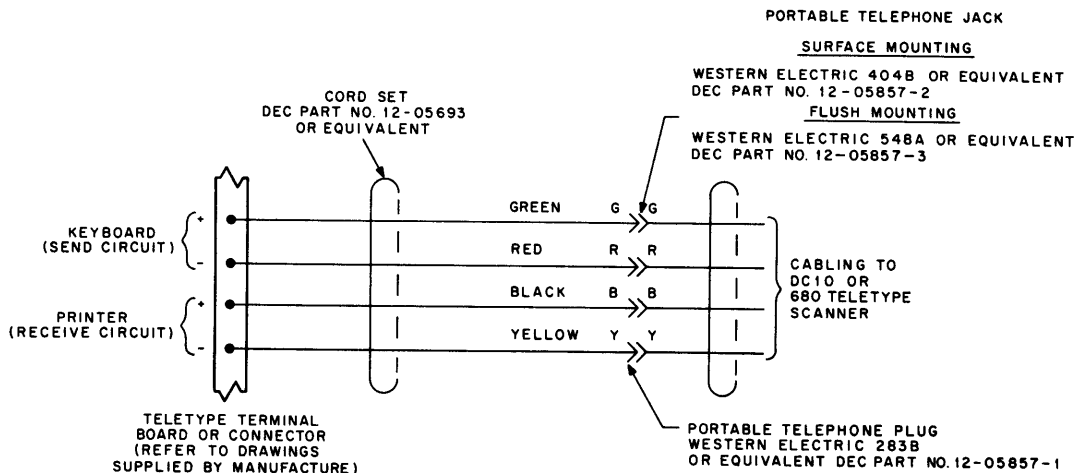 PORTABLE TELEPHONE JACK
SURFACE MOUNTING
WESTERN ELECTRIC 404B OR EQUIVALENT
DEC PART NO. 12-05857-2
FLUSH MOUNTING
WESTERN ELECTRIC 548A OR EQUIVALENT
DEC PART NO. 12-05857-3
CORD SET
DEC PART NO. 12-05693
OR EQUIVALENT
KEYBOARD
(SEND CIRCUIT)
+
-
PRINTER
(RECEIVE CIRCUIT)
+
-
GREEN G G
RED R R
BLACK B B
YELLOW Y Y
CABLING TO
DC10 OR
680 TELETYPE
SCANNER
TELETYPE TERMINAL
BOARD OR CONNECTOR
(REFER TO DRAWINGS
SUPPLIED BY MANUFACTURE)
PORTABLE TELEPHONE PLUG
WESTERN ELECTRIC 283B
OR EQUIVALENT DEC PART NO. 12-05857-1